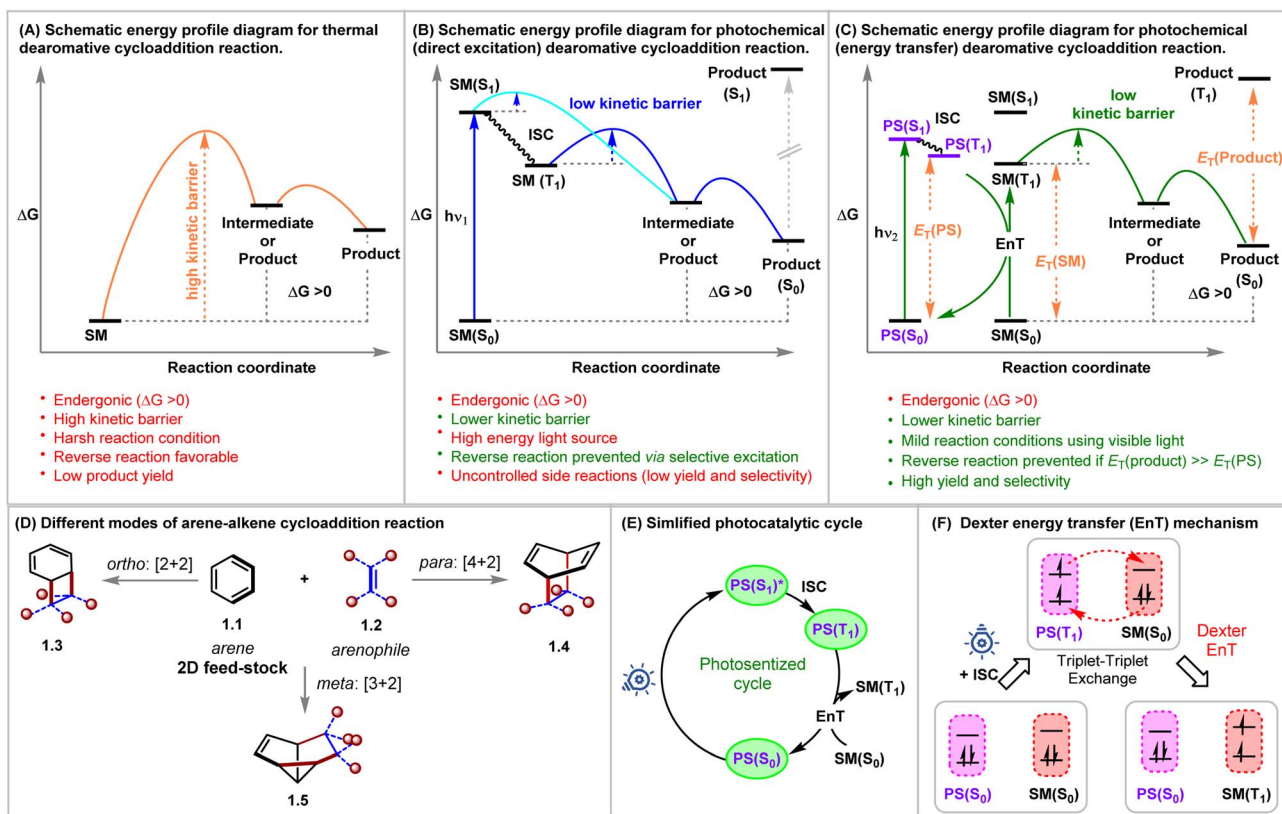 (A) Schematic energy profile diagram for thermal
dearomative cycloaddition reaction.
ΔG
high kinetic barrier
SM
Intermediate
or
Product
Product
ΔG >0
Reaction coordinate
• Endergonic (ΔG >0)
• High kinetic barrier
• Harsh reaction condition
• Reverse reaction favorable
• Low product yield
(B) Schematic energy profile diagram for photochemical
(direct excitation) dearomative cycloaddition reaction.
ΔG
SM(S1)
low kinetic barrier
Product
(S1)
ISC
SM (T1)
hν1
Intermediate
or
Product
Product
(S0)
ΔG >0
SM(S0)
Reaction coordinate
• Endergonic (ΔG >0)
• Lower kinetic barrier
• High energy light source
• Reverse reaction prevented via selective excitation
• Uncontrolled side reactions (low yield and selectivity)
(C) Schematic energy profile diagram for photochemical
(energy transfer) dearomative cycloaddition reaction.
ΔG
Product
(T1)
SM(S1)
low kinetic
barrier
PS(S1)
ISC
PS(T1)
SM(T1)
ET(Product)
hν2
ET(PS)
EnT
ET(SM)
Intermediate
or
Product
Product
(S0)
ΔG >0
PS(S0)
SM(S0)
Reaction coordinate
• Endergonic (ΔG >0)
• Lower kinetic barrier
• Mild reaction conditions using visible light
• Reverse reaction prevented if ET(product) >> ET(PS)
• High yield and selectivity
(D) Different modes of arene-alkene cycloaddition reaction
ortho: [2+2]
+
para: [4+2]
1.3
1.1
arene
2D feed-stock
1.2
arenophile
1.4
meta: [3+2]
1.5
(E) Simlified photocatalytic cycle
PS(S1)*
ISC
PS(T1)
Photosentized
cycle
SM(T1)
EnT
PS(S0)
SM(S0)
(F) Dexter energy transfer (EnT) mechanism
PS(T1)
SM(S0)
Triplet-Triplet
Exchange
+ ISC
Dexter
EnT
PS(S0)
SM(S0)
PS(S0)
SM(T1)